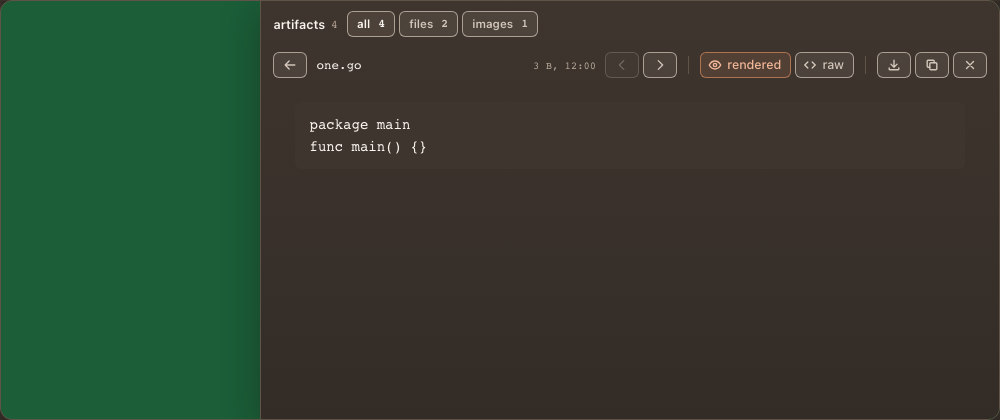 artifacts 4 all 4 files 2 images 1
one.go 3 B, 12:00 rendered raw
package main
func main() {}